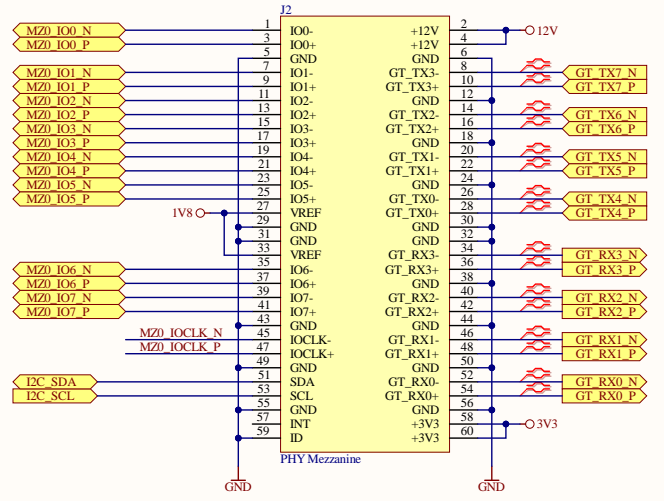 J2
MZ0_IO0_N 1 IO0- +12V 2 12V
MZ0_IO0_P 3 IO0+ +12V 4
5 GND GND 6
MZ0_IO1_N 7 IO1- GT_TX3- 8 GT_TX7_N
MZ0_IO1_P 9 IO1+ GT_TX3+ 10 GT_TX7_P
MZ0_IO2_N 11 IO2- GND 12
MZ0_IO2_P 13 IO2+ GT_TX2- 14 GT_TX6_N
MZ0_IO3_N 15 IO3- GT_TX2+ 16 GT_TX6_P
MZ0_IO3_P 17 IO3+ GND 18
MZ0_IO4_N 19 IO4- GT_TX1- 20 GT_TX5_N
MZ0_IO4_P 21 IO4+ GT_TX1+ 22 GT_TX5_P
MZ0_IO5_N 23 IO5- GND 24
MZ0_IO5_P 25 IO5+ GT_TX0- 26 GT_TX4_N
1V8 27 VREF GT_TX0+ 28 GT_TX4_P
29 GND GND 30
31 GND GND 32
33 VREF GT_RX3- 34 GT_RX3_N
MZ0_IO6_N 35 IO6- GT_RX3+ 36 GT_RX3_P
MZ0_IO6_P 37 IO6+ GND 38
MZ0_IO7_N 39 IO7- GT_RX2- 40 GT_RX2_N
MZ0_IO7_P 41 IO7+ GT_RX2+ 42 GT_RX2_P
43 GND GND 44
MZ0_IOCLK_N 45 IOCLK- GT_RX1- 46 GT_RX1_N
MZ0_IOCLK_P 47 IOCLK+ GT_RX1+ 48 GT_RX1_P
49 GND GND 50
I2C_SDA 51 SDA GT_RX0- 52 GT_RX0_N
I2C_SCL 53 SCL GT_RX0+ 54 GT_RX0_P
55 GND GND 56
57 INT +3V3 58 3V3
59 ID +3V3 60
PHY Mezzanine
GND GND